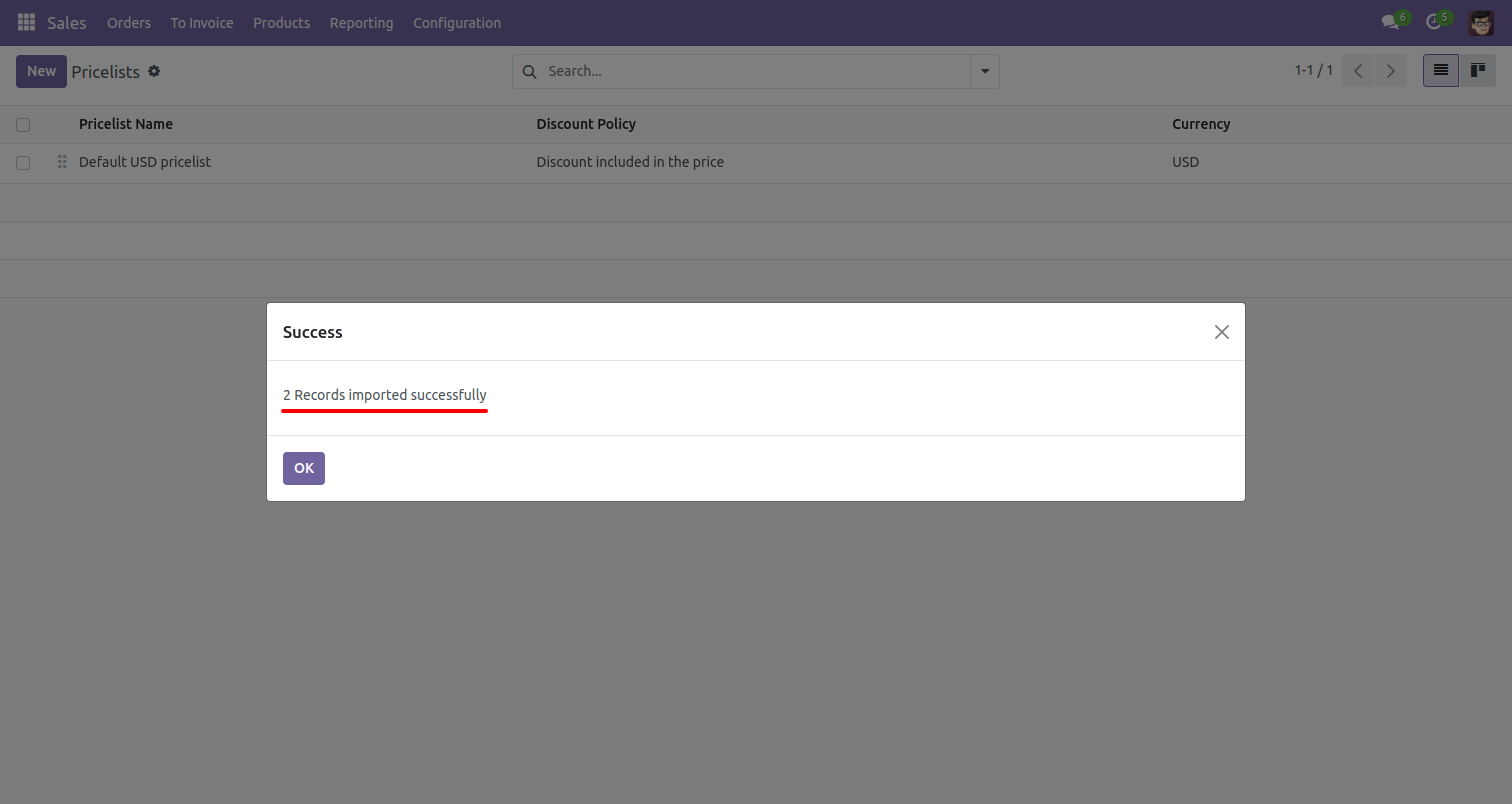 Sales Orders To Invoice Products Reporting Configuration 6 5
New Pricelists Search... 1-1 / 1
Pricelist Name Discount Policy Currency
Default USD pricelist Discount included in the price USD
Success
2 Records imported successfully
OK